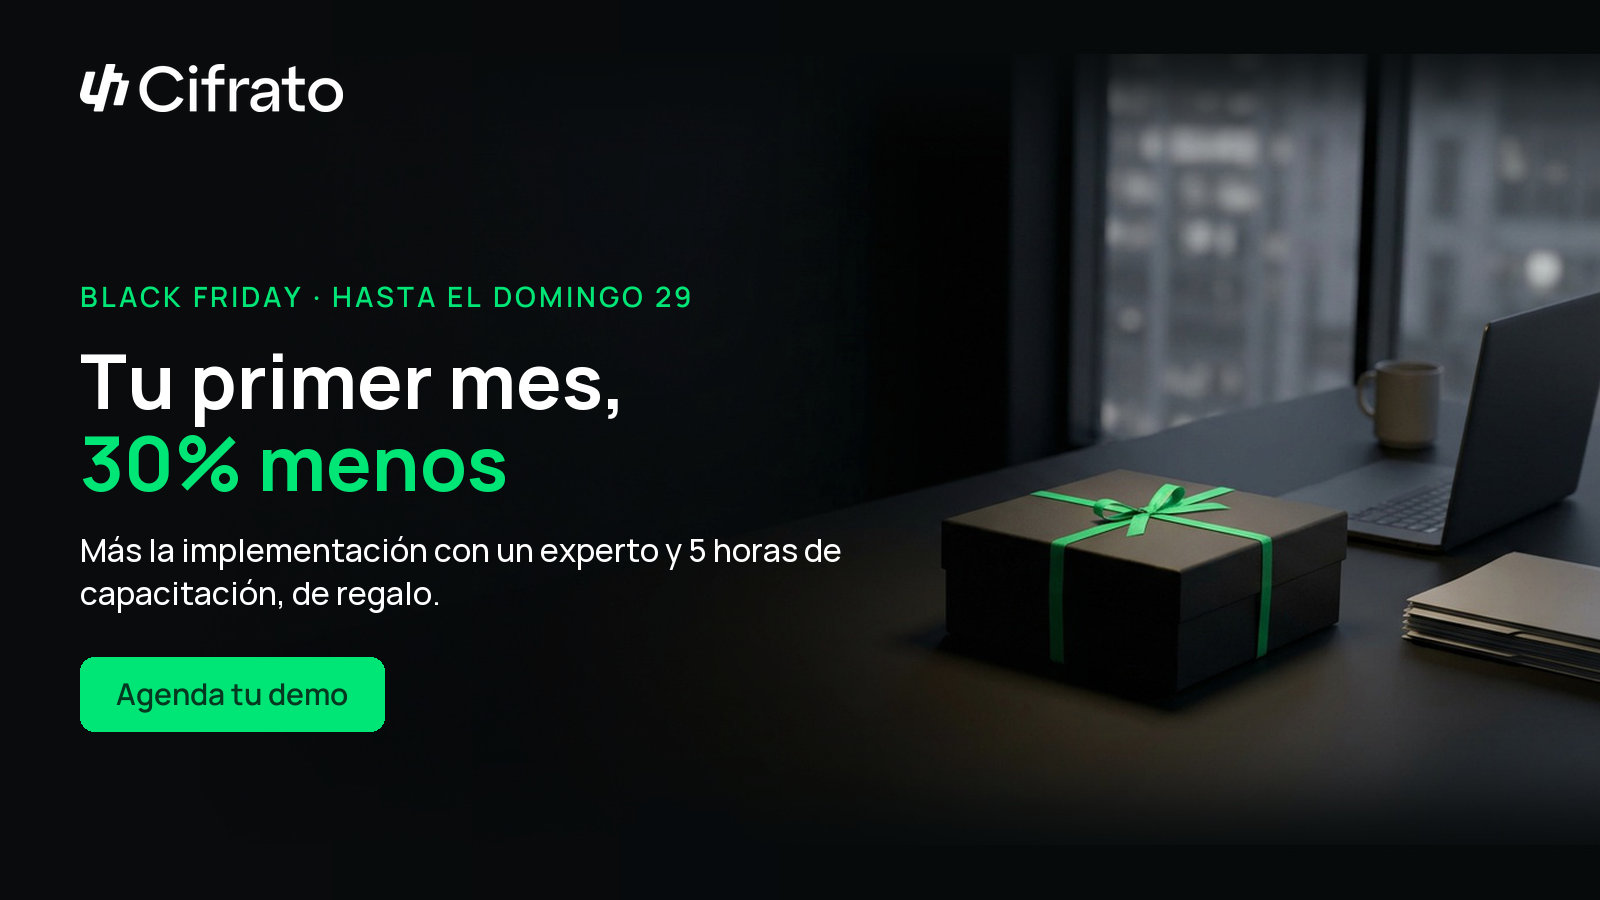 Cifrato
BLACK FRIDAY · HASTA EL DOMINGO 29
Tu primer mes,
30% menos
Más la implementación con un experto y 5 horas de
capacitación, de regalo.
Agenda tu demo